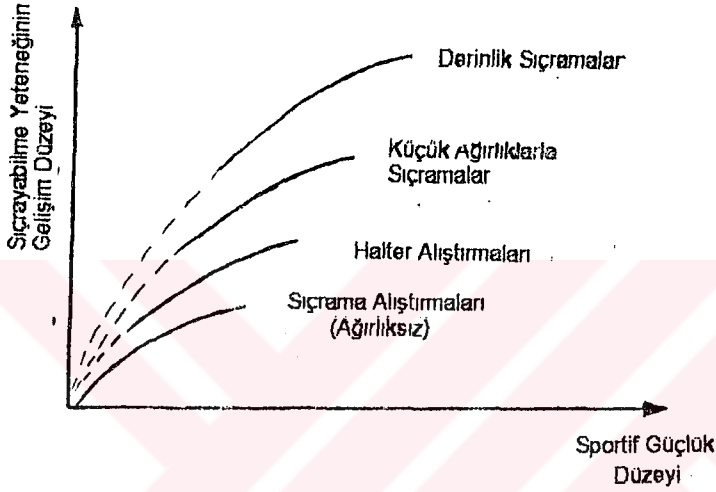 Sıçrayabilme Yeteneğinin
Gelişim Düzeyi
Derinlik Sıçramalar
Küçük Ağırlıklarla
Sıçramalar
Halter Alıştırmaları
Sıçrama Alıştırmaları
(Ağırlıksız)
Sportif Güçlük
Düzeyi